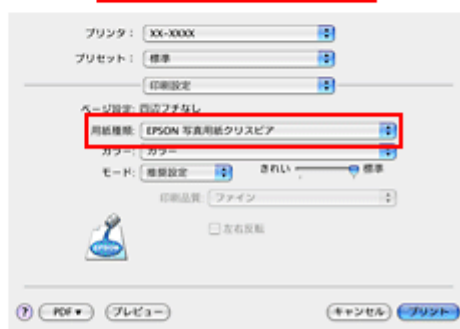 プリンタ： XX-XXXX
プリセット： 標準
印刷設定
ページ設定: 四辺フチなし
用紙種類: EPSON 写真用紙クリスピア
カラー: カラー
モード: 推奨設定 きれい 標準
印刷品質: ファイン
左右反転
EPSON
? PDF▼ プレビュー キャンセル プリント